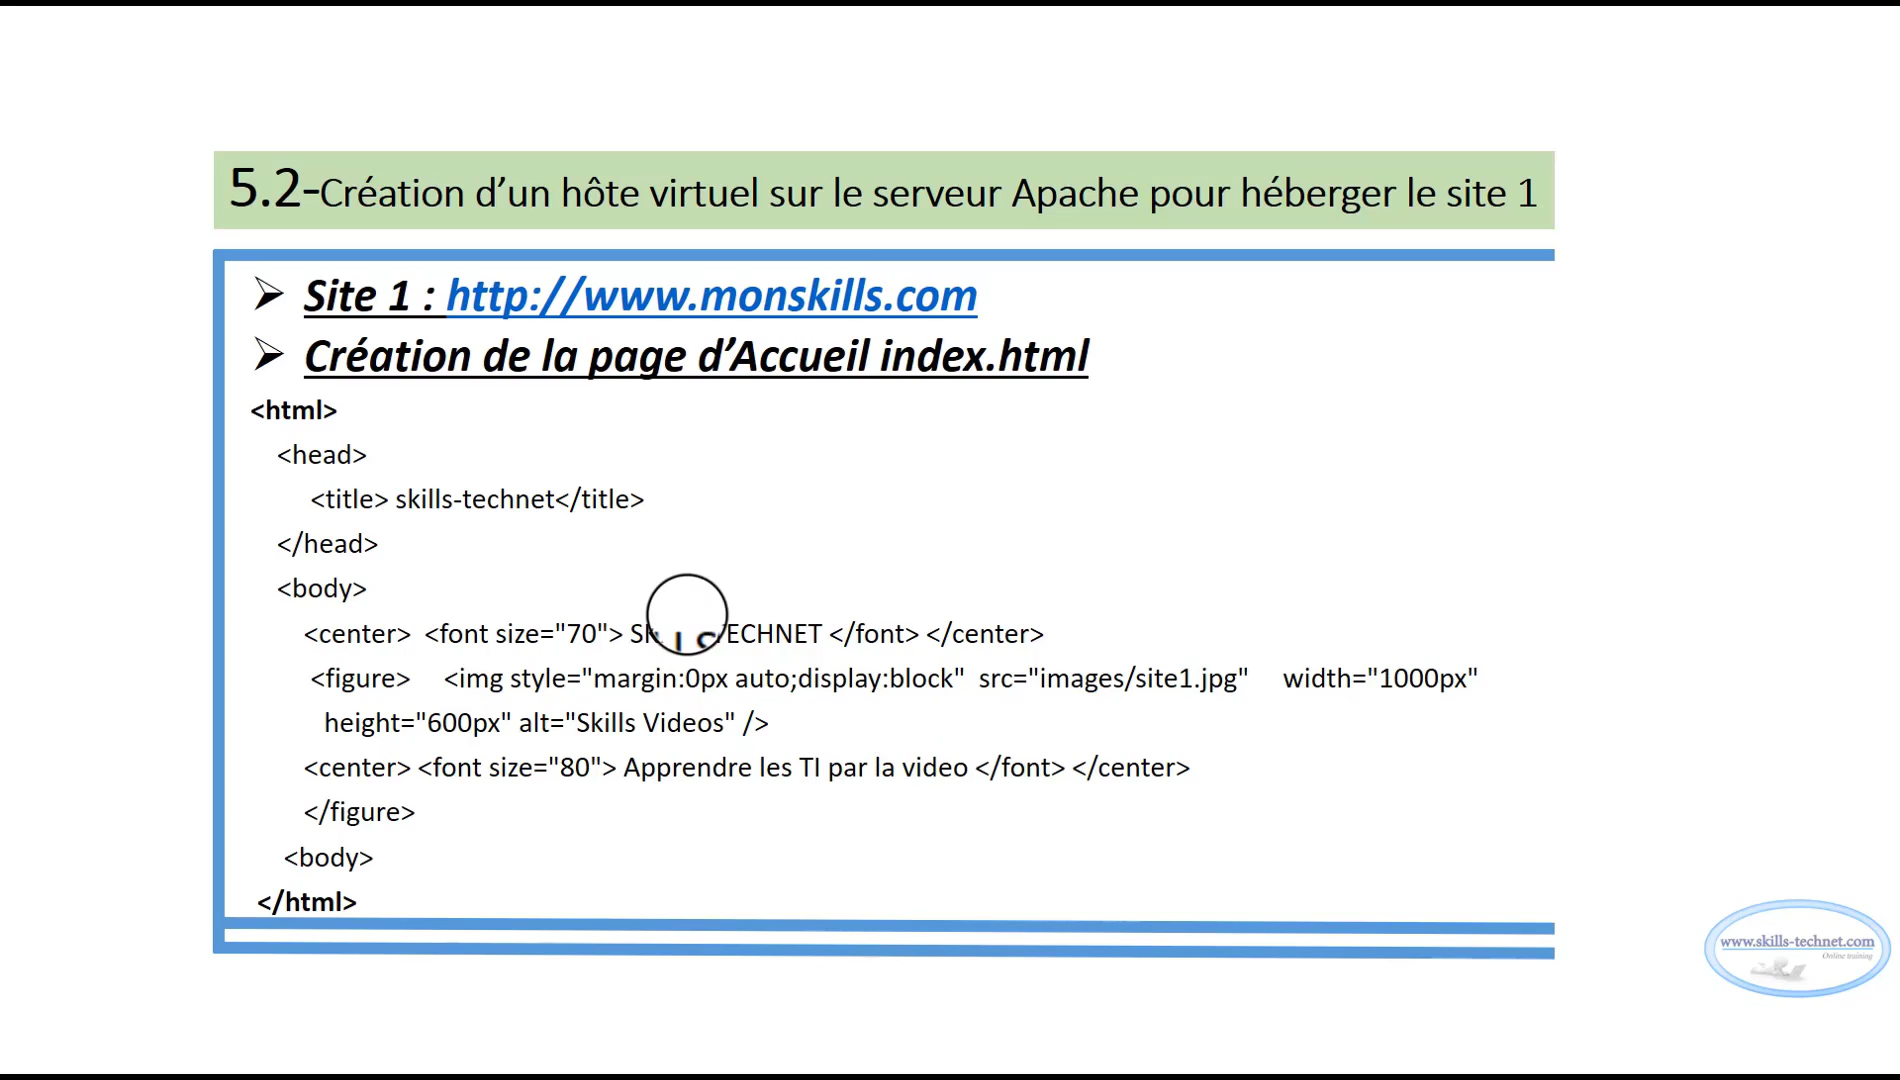 5.2-Création d’un hôte virtuel sur le serveur Apache pour héberger le site 1
Site 1 : http://www.monskills.com
Création de la page d’Accueil index.html
<html>
<head>
<title> skills-technet</title>
</head>
<body>
<center> <font size="70"> ECHNET </font> </center>
<figure> <img style="margin:0px auto;display:block" src="images/site1.jpg" width="1000px"
height="600px" alt="Skills Videos" />
<center> <font size="80"> Apprendre les TI par la video </font> </center>
</figure>
<body>
</html>
www.skills-technet.com
Online training